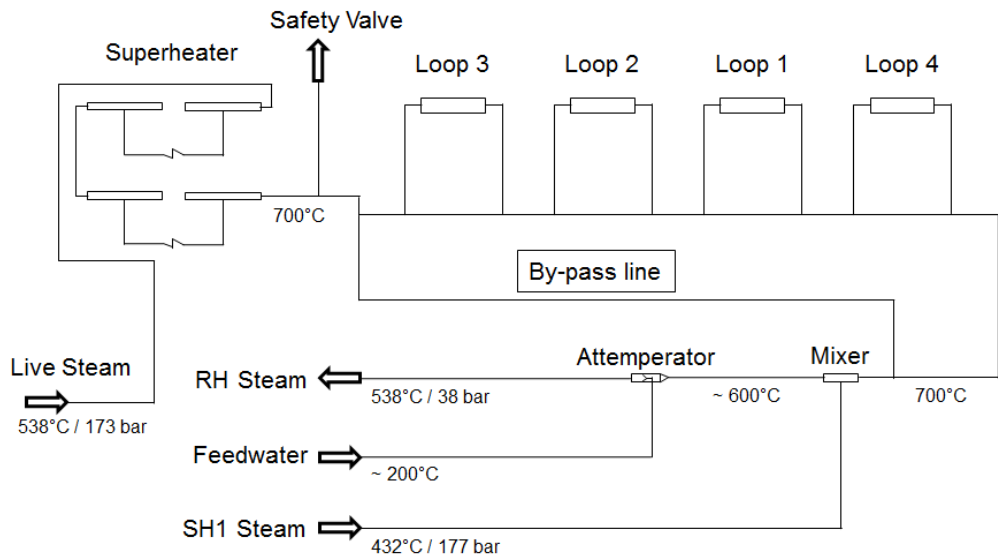 Safety Valve
Superheater
Loop 3
Loop 2
Loop 1
Loop 4
700°C
By-pass line
Live Steam
538°C / 173 bar
RH Steam
538°C / 38 bar
Attemperator
~ 600°C
Mixer
700°C
Feedwater
~ 200°C
SH1 Steam
432°C / 177 bar